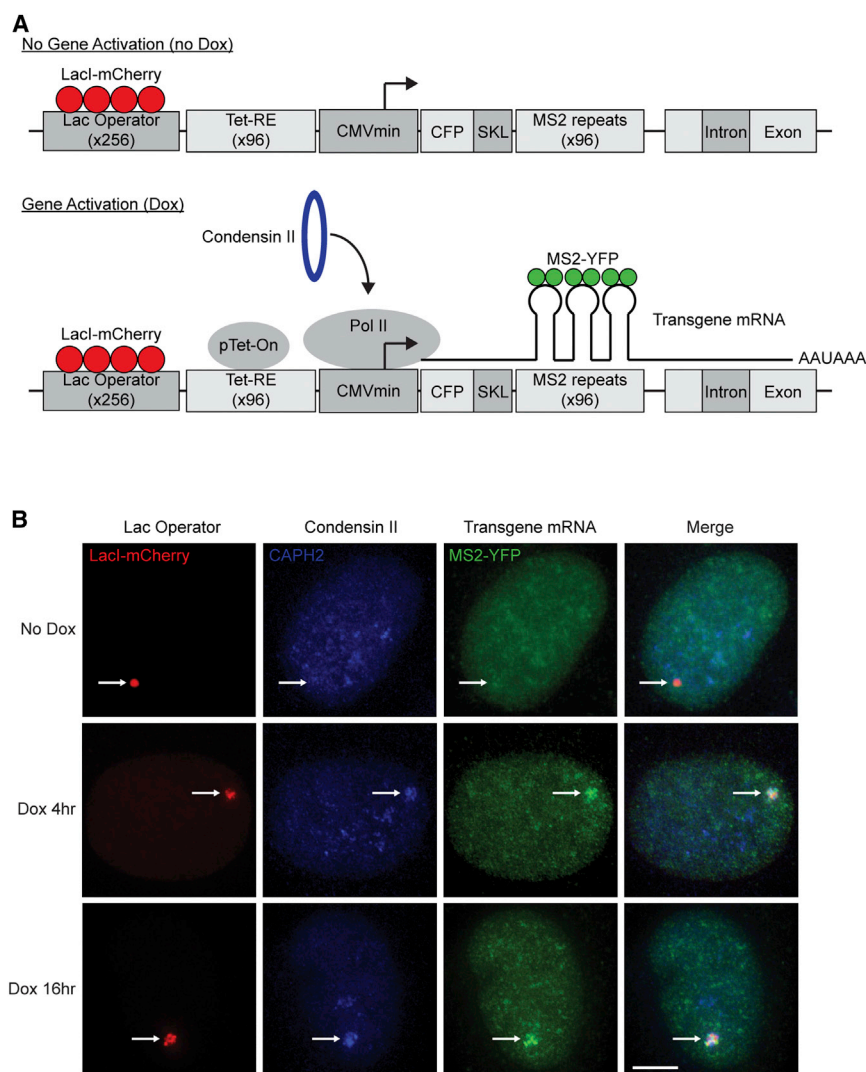 A
No Gene Activation (no Dox)
LacI-mCherry
Lac Operator
(x256)
Tet-RE
(x96)
CMVmin
CFP
SKL
MS2 repeats
(x96)
Intron
Exon
Gene Activation (Dox)
Condensin II
MS2-YFP
LacI-mCherry
pTet-On
Pol II
Transgene mRNA
AAUAAA
Lac Operator
(x256)
Tet-RE
(x96)
CMVmin
CFP
SKL
MS2 repeats
(x96)
Intron
Exon
B
Lac Operator
Condensin II
Transgene mRNA
Merge
LacI-mCherry
CAPH2
MS2-YFP
No Dox
Dox 4hr
Dox 16hr